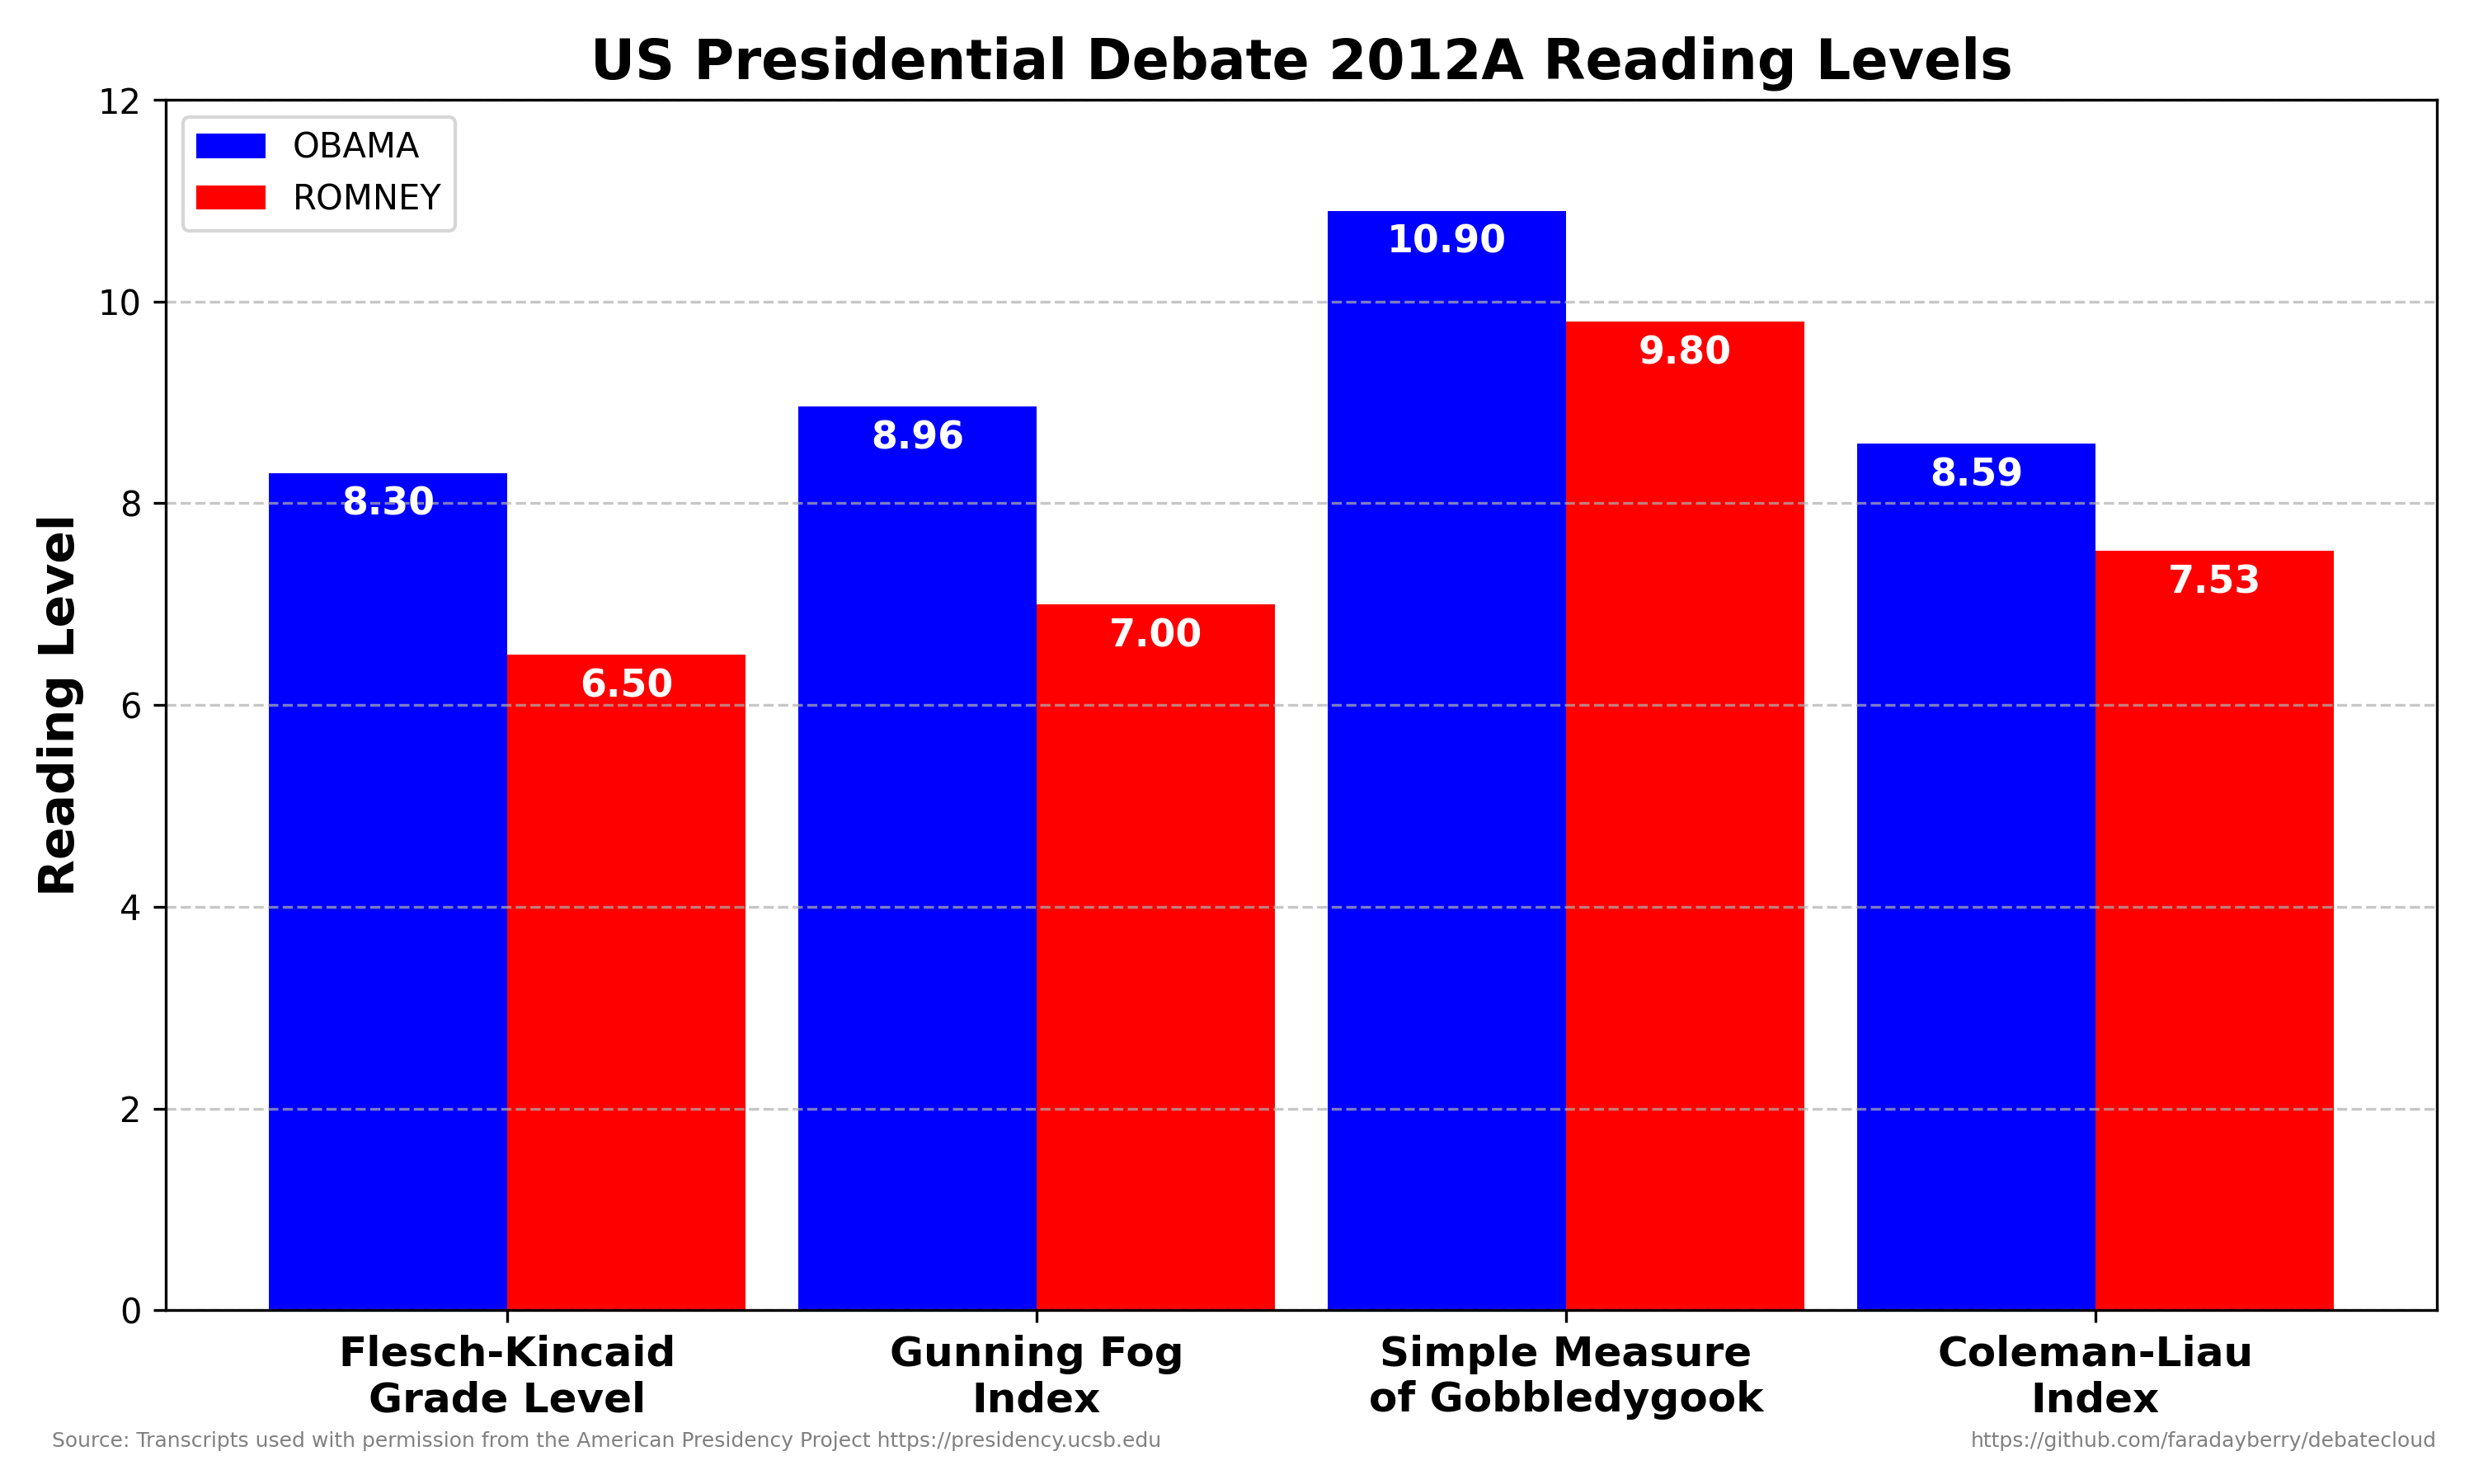 US Presidential Debate 2012A Reading Levels
12
10
8
6
4
2
0
Reading Level
OBAMA
ROMNEY
8.30
6.50
8.96
7.00
10.90
9.80
8.59
7.53
Flesch-Kincaid
Grade Level
Gunning Fog
Index
Simple Measure
of Gobbledygook
Coleman-Liau
Index
Source: Transcripts used with permission from the American Presidency Project https://presidency.ucsb.edu
https://github.com/faradayberry/debatecloud